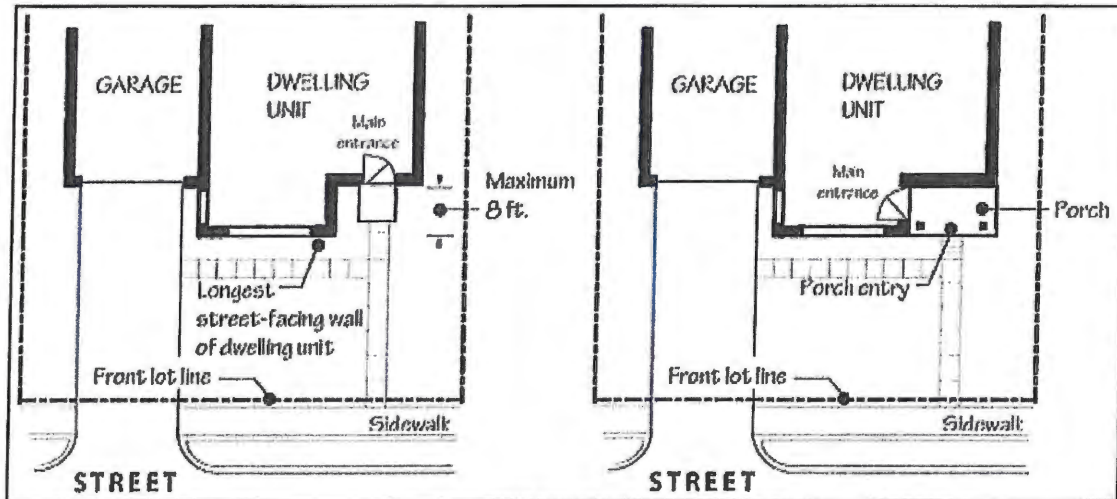 GARAGE
DWELLING
UNIT
Main
entrance
Maximum
8 ft.
Longest
street-facing wall
of dwelling unit
Front lot line
Sidewalk
STREET
GARAGE
DWELLING
UNIT
Main
entrance
Porch
Porch entry
Front lot line
Sidewalk
STREET